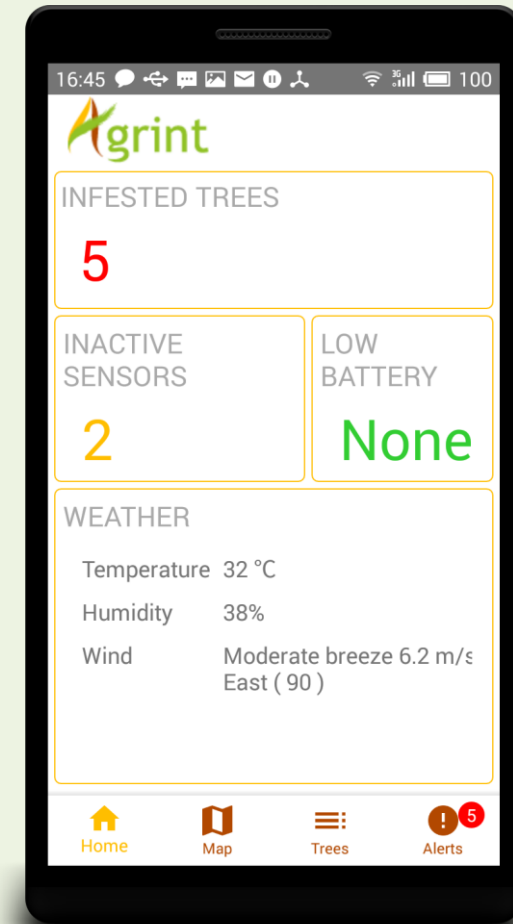 16:45 3G 100
Agrint
INFESTED TREES
5
INACTIVE
SENSORS
2
LOW
BATTERY
None
WEATHER
Temperature 32 °C
Humidity 38%
Wind Moderate breeze 6.2 m/s
East ( 90 )
5
Home Map Trees Alerts